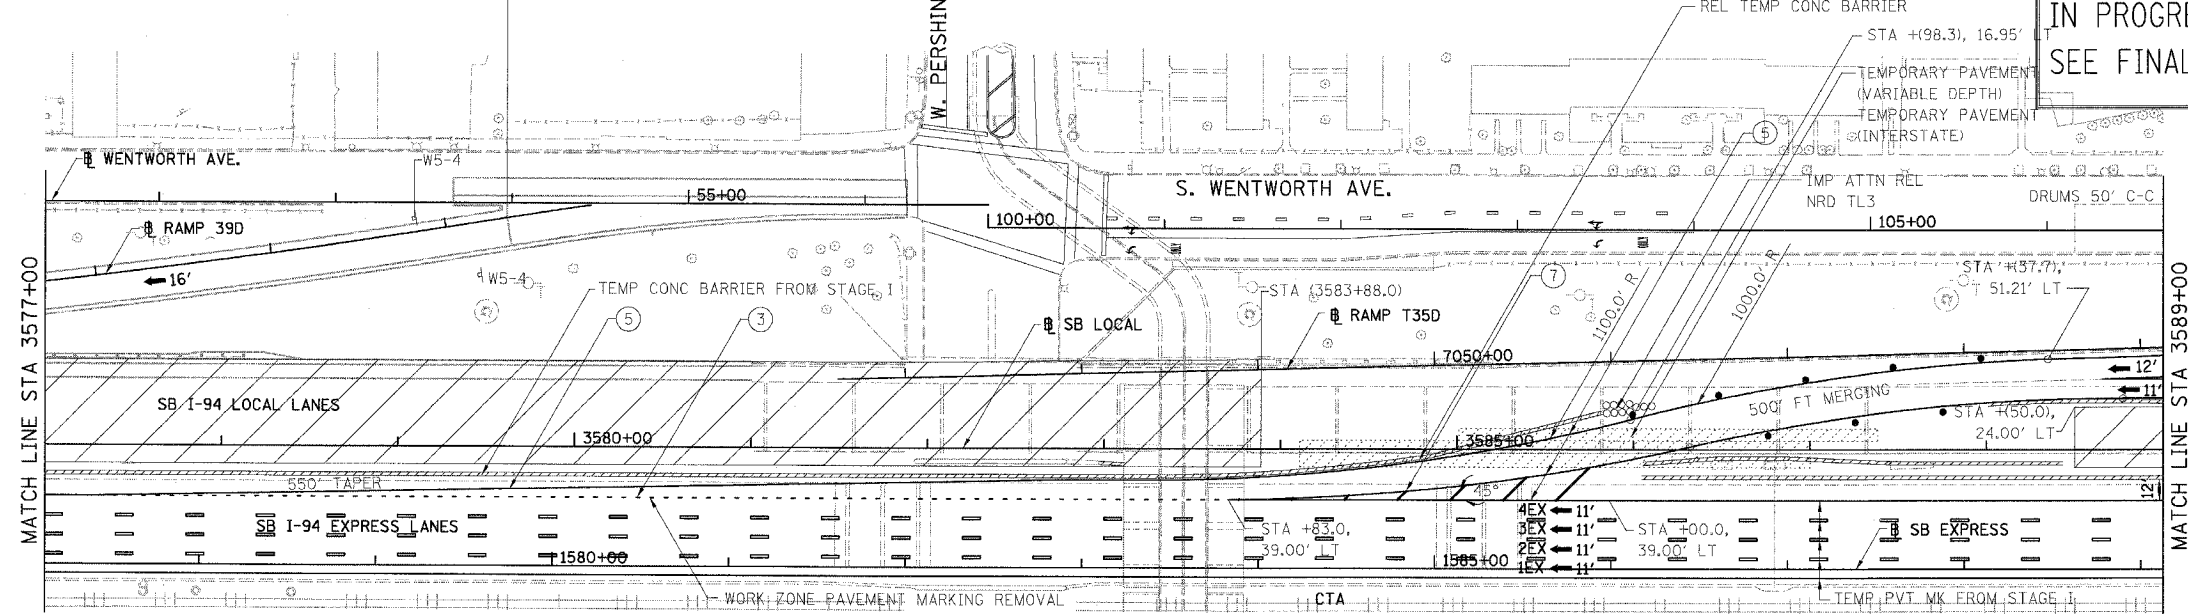 REL TEMP CONC BARRIER
STA +(98.3), 16.95' LT
TEMPORARY PAVEMENT
(VARIABLE DEPTH)
TEMPORARY PAVEMENT
(INTERSTATE)
5
SEE FINAL
W. PERSHIN
℄ WENTWORTH AVE.
W5-4
55+00
S. WENTWORTH AVE.
IMP ATTN REL
NRD TL3
DRUMS 50' C-C
100+00
105+00
℄ RAMP 39D
16'
W5-4
TEMP CONC BARRIER FROM STAGE I
5
3
STA (3583+88.0)
7
1100.0' R
1000.0' R
STA +(37.7),
51.21' LT
℄ SB LOCAL
℄ RAMP T35D
7050+00
12'
11'
MATCH LINE STA 3577+00
MATCH LINE STA 3589+00
SB I-94 LOCAL LANES
500' FT MERGING
STA +(50.0),
24.00' LT
3580+00
3585+00
550' TAPER
45°
12'
SB I-94 EXPRESS LANES
STA +83.0,
39.00' LT
4EX 11'
3EX 11'
2EX 11'
1EX 11'
STA +00.0,
39.00' LT
℄ SB EXPRESS
1580+00
1585+00
WORK ZONE PAVEMENT MARKING REMOVAL
CTA
TEMP PVT MK FROM STAGE I